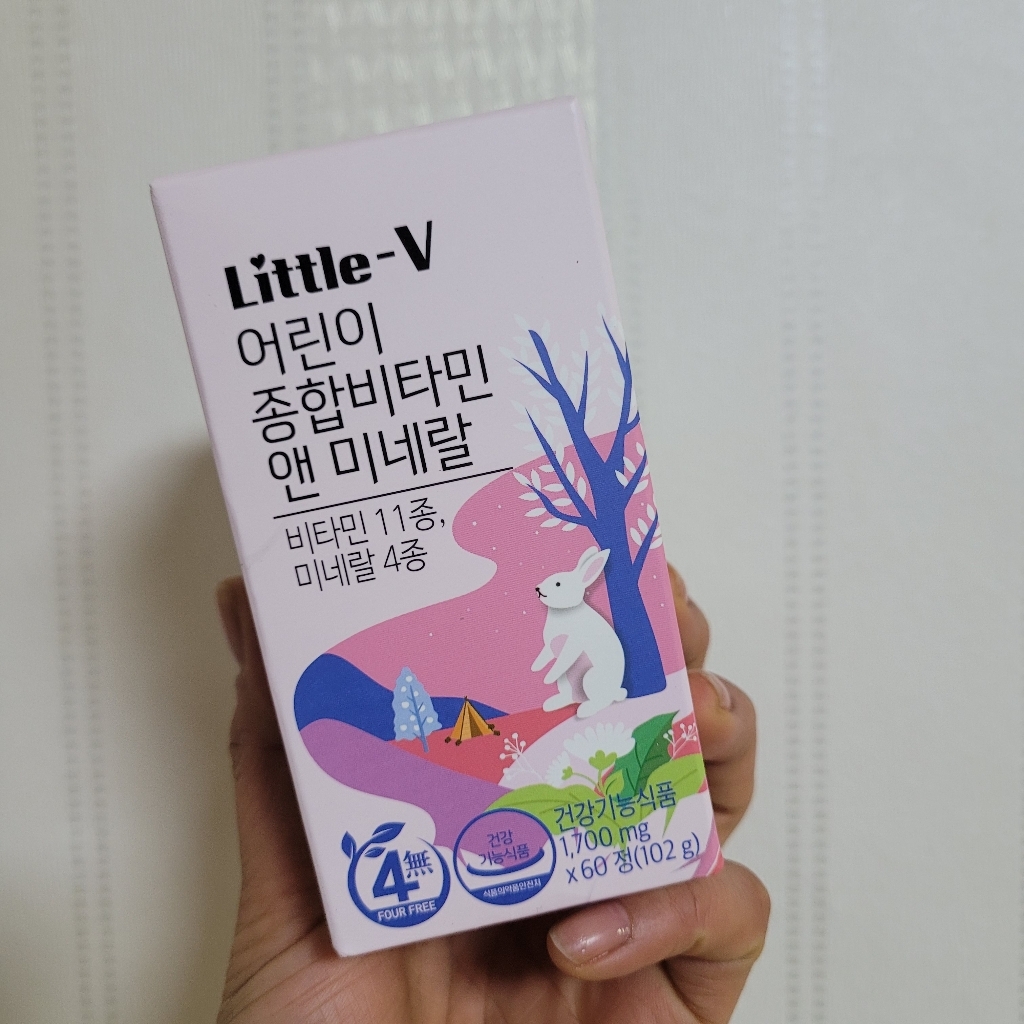 Little-V
어린이
종합비타민
앤 미네랄
비타민 11종,
미네랄 4종
4無
FOUR FREE
건강
기능식품
식품의약품안전처
건강기능식품
1,700 mg
x 60 정(102 g)